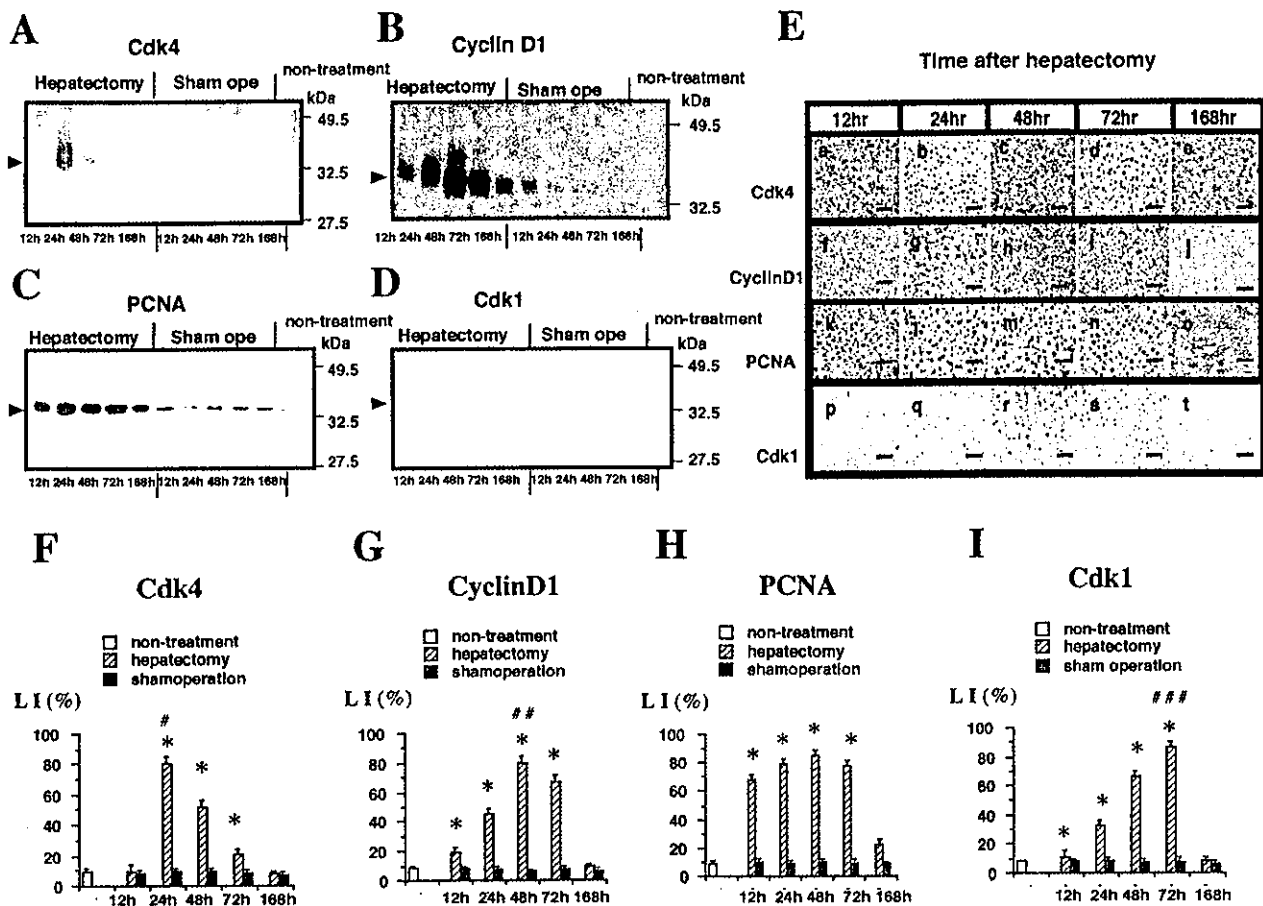 A
Cdk4
Hepatectomy Sham ope non-treatment
kDa
49.5
32.5
27.5
12h 24h 48h 72h 168h 12h 24h 48h 72h 168h
B
Cyclin D1
Hepatectomy Sham ope non-treatment
kDa
49.5
32.5
12h 24h 48h 72h 168h 12h 24h 48h 72h 168h
C
PCNA
Hepatectomy Sham ope non-treatment
kDa
49.5
32.5
27.5
12h 24h 48h 72h 168h 12h 24h 48h 72h 168h
D
Cdk1
Hepatectomy Sham ope non-treatment
kDa
49.5
32.5
27.5
12h 24h 48h 72h 168h 12h 24h 48h 72h 168h
E
Time after hepatectomy
12hr 24hr 48hr 72hr 168hr
Cdk4 a b c d e
CyclinD1 f g h i j
PCNA k m n o
Cdk1 p q r s t
F
Cdk4
non-treatment
hepatectomy
shamoperation
L I (%)
#
* * *
100
80
60
40
20
0
12h 24h 48h 72h 168h
G
CyclinD1
non-treatment
hepatectomy
shamoperation
L I (%)
# #
* * * *
100
80
60
40
20
0
12h 24h 48h 72h 168h
H
PCNA
non-treatment
hepatectomy
shamoperation
L I (%)
* * * *
100
80
60
40
20
0
12h 24h 48h 72h 168h
I
Cdk1
non-treatment
hepatectomy
sham operation
L I (%)
# # #
* * * *
100
80
60
40
20
0
12h 24h 48h 72h 168h